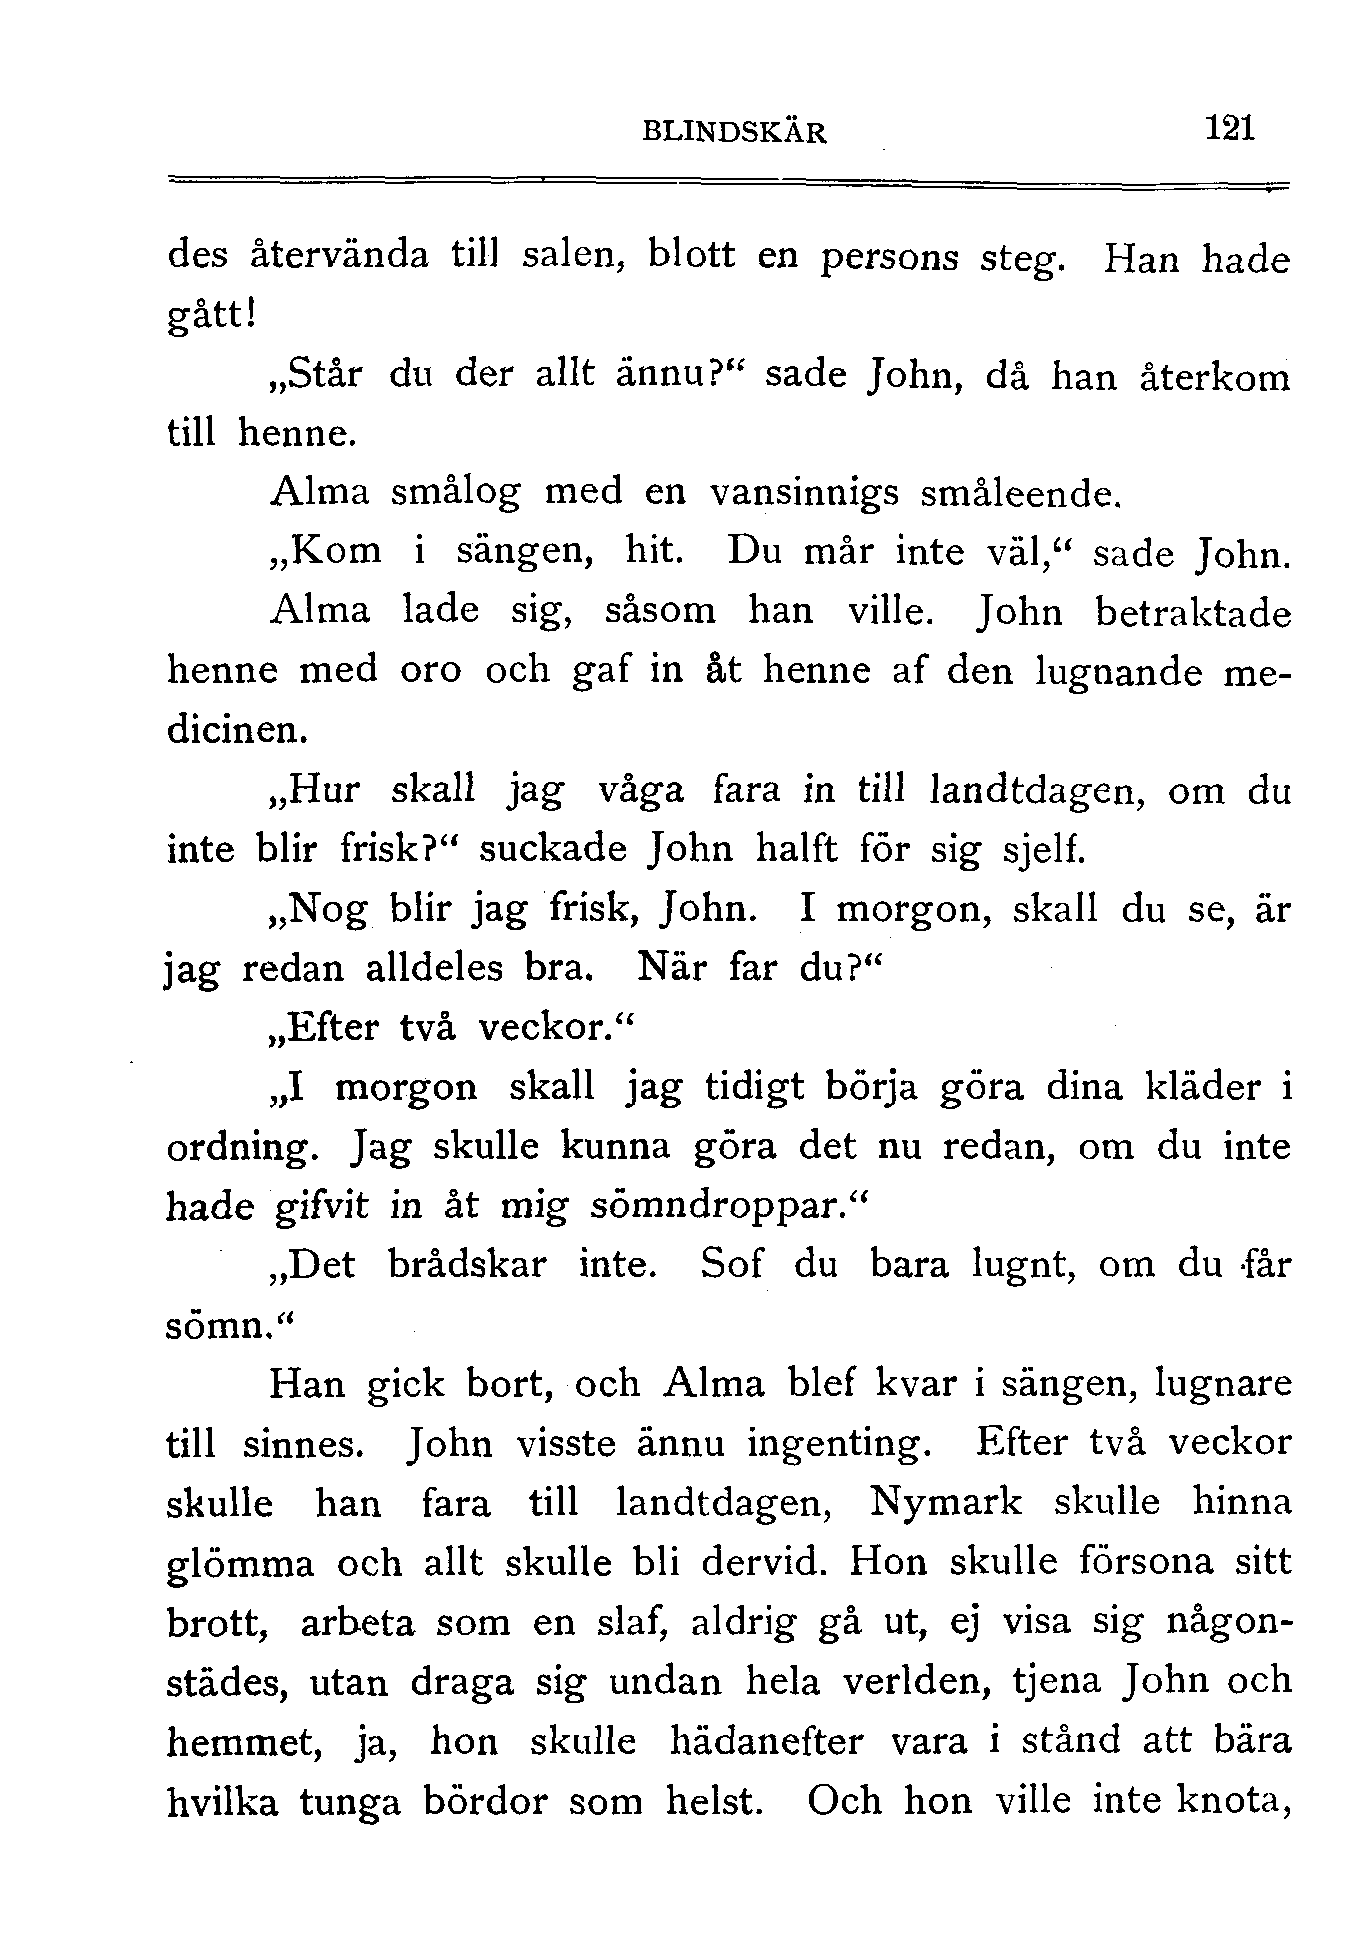 BLINDSKÄR 121
des återvända till salen, blott en persons steg. Han hade
gått!
„Står du der allt ännu?“ sade John, då han återkom
till henne.
Alma smålog med en vansinnigs småleende.
„Kom i sängen, hit. Du mår inte väl,“ sade John.
Alma lade sig, såsom han ville. John betraktade
henne med oro och gaf in åt henne af den lugnande me-
dicinen.
„Hur skall jag våga fara in till landtdagen, om du
inte blir frisk?“ suckade John halft för sig sjelf.
„Nog blir jag frisk, John. I morgon, skall du se, är
jag redan alldeles bra. När far du?“
„Efter två veckor.“
„I morgon skall jag tidigt börja göra dina kläder i
ordning. Jag skulle kunna göra det nu redan, om du inte
hade gifvit in åt mig sömndroppar.“
„Det brådskar inte. Sof du bara lugnt, om du får
sömn.“
Han gick bort, och Alma blef kvar i sängen, lugnare
till sinnes. John visste ännu ingenting. Efter två veckor
skulle han fara till landtdagen, Nymark skulle hinna
glömma och allt skulle bli dervid. Hon skulle försona sitt
brott, arbeta som en slaf, aldrig gå ut, ej visa sig någon-
städes, utan draga sig undan hela verlden, tjena John och
hemmet, ja, hon skulle hädanefter vara i stånd att bära
hvilka tunga bördor som helst. Och hon ville inte knota,